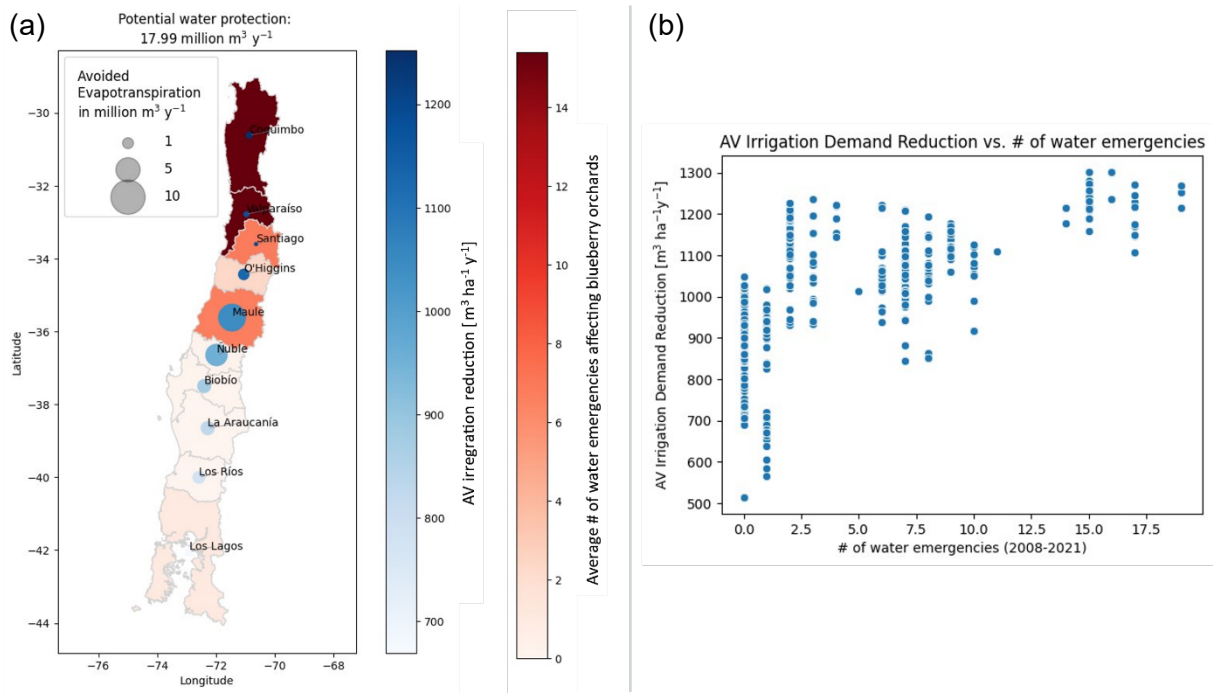 (a)
Potential water protection:
17.99 million m³ y⁻¹
Avoided
Evapotranspiration
in million m³ y⁻¹
1
5
10
−30
−32
−34
−36
−38
−40
−42
−44
Latitude
Coquimbo
Valparaíso
Santiago
O'Higgins
Maule
Ñuble
Biobío
La Araucanía
Los Ríos
Los Lagos
−76
−74
−72
−70
−68
Longitude
1200
1100
1000
900
800
700
AV irregration reduction [m³ ha⁻¹ y⁻¹]
14
12
10
8
6
4
2
0
Average # of water emergencies affecting blueberry orchards
(b)
AV Irrigation Demand Reduction vs. # of water emergencies
1300
1200
1100
1000
900
800
700
600
500
AV Irrigation Demand Reduction [m³ ha⁻¹y⁻¹]
0.0
2.5
5.0
7.5
10.0
12.5
15.0
17.5
# of water emergencies (2008-2021)